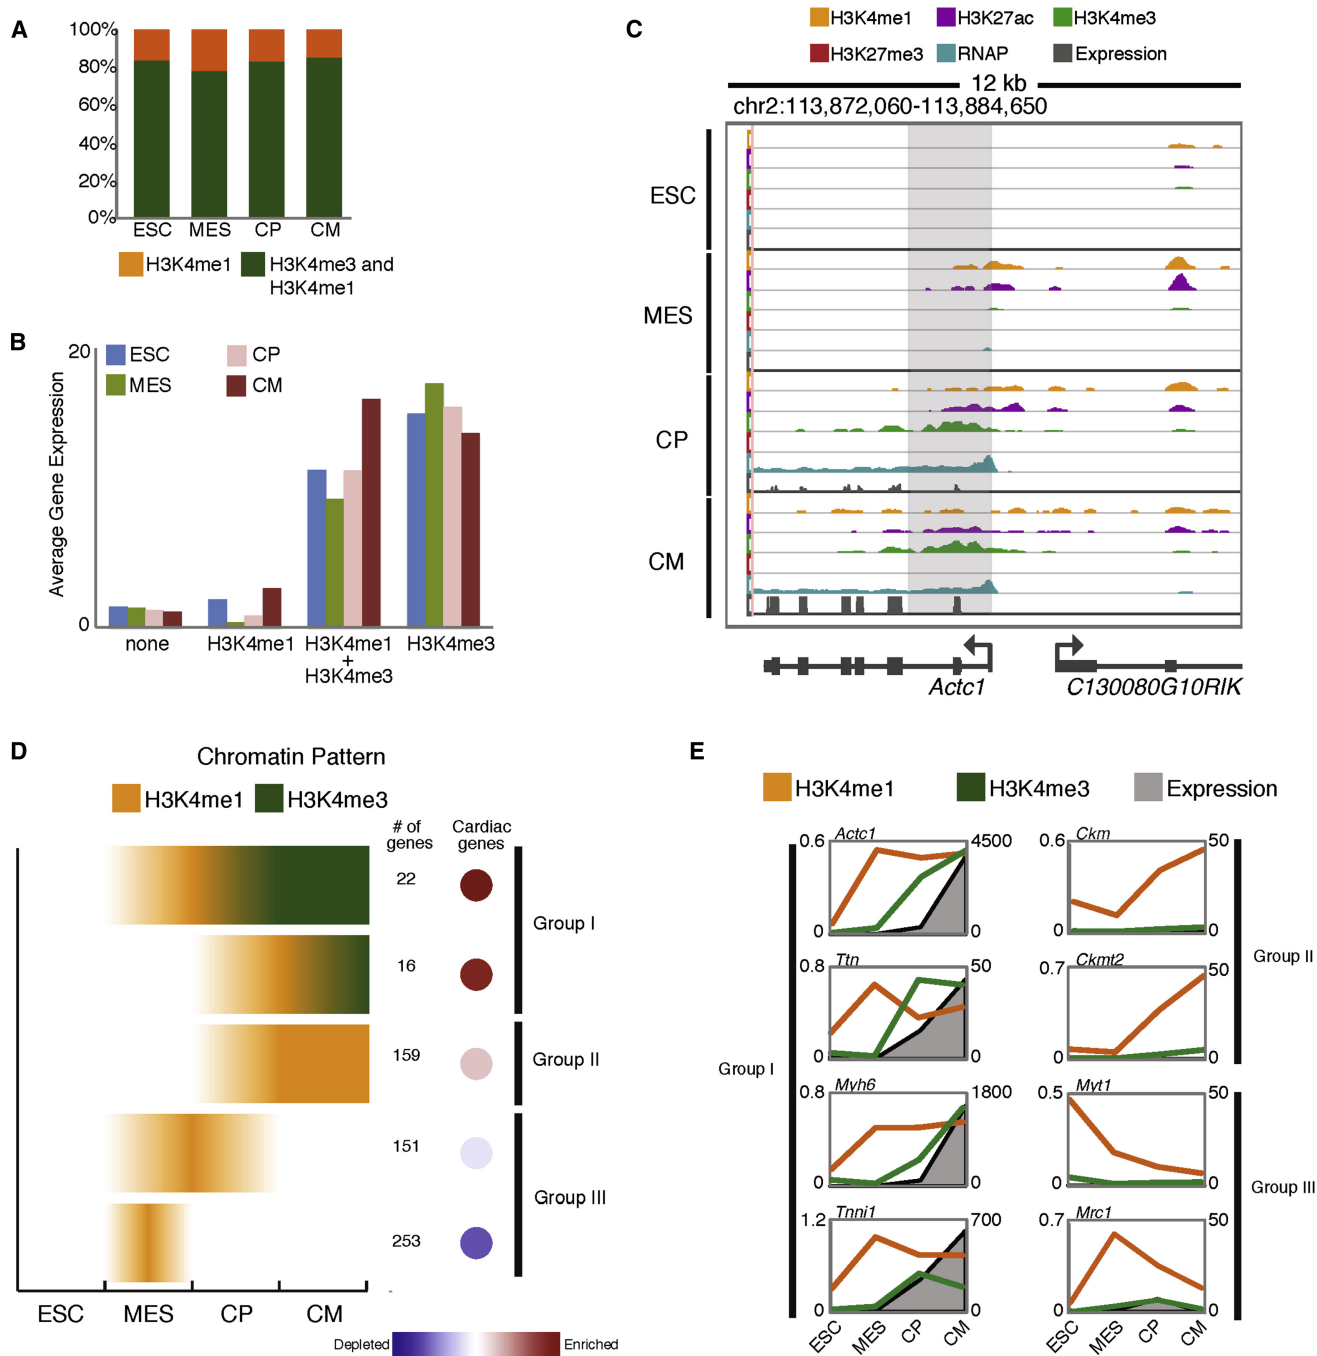 A
100%
80%
60%
40%
20%
0%
ESC MES CP CM
H3K4me1 H3K4me3 and
H3K4me1
B
Average Gene Expression
20
0
ESC CP
MES CM
none H3K4me1 H3K4me1 H3K4me3
+
H3K4me3
C
H3K4me1 H3K27ac H3K4me3
H3K27me3 RNAP Expression
12 kb
chr2:113,872,060-113,884,650
ESC
MES
CP
CM
Actc1 C130080G10RIK
D
Chromatin Pattern
H3K4me1 H3K4me3
# of Cardiac
genes genes
22
16
Group I
159
Group II
151
253
Group III
ESC MES CP CM
Depleted Enriched
E
H3K4me1 H3K4me3 Expression
Group I
Actc1
0.6 4500
0 0
Ttn
0.8 50
0 0
Myh6
0.8 1800
0 0
Tnni1
1.2 700
0 0
ESC MES CP CM
Ckm
0.6 50
0 0
Ckmt2
0.7 50
0 0
Group II
Myt1
0.5 50
0 0
Mrc1
0.7 50
0 0
Group III
ESC MES CP CM